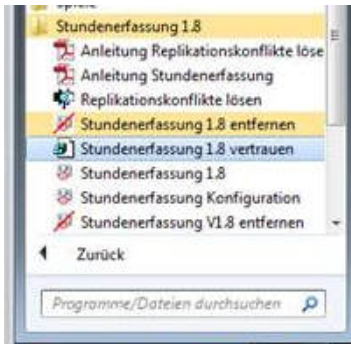 Spiele
Stundenerfassung 1.8
Anleitung Replikationskonflikte löse
Anleitung Stundenerfassung
Replikationskonflikte lösen
Stundenerfassung 1.8 entfernen
Stundenerfassung 1.8 vertrauen
Stundenerfassung 1.8
Stundenerfassung Konfiguration
Stundenerfassung V1.8 entfernen
Zurück
Programme/Dateien durchsuchen